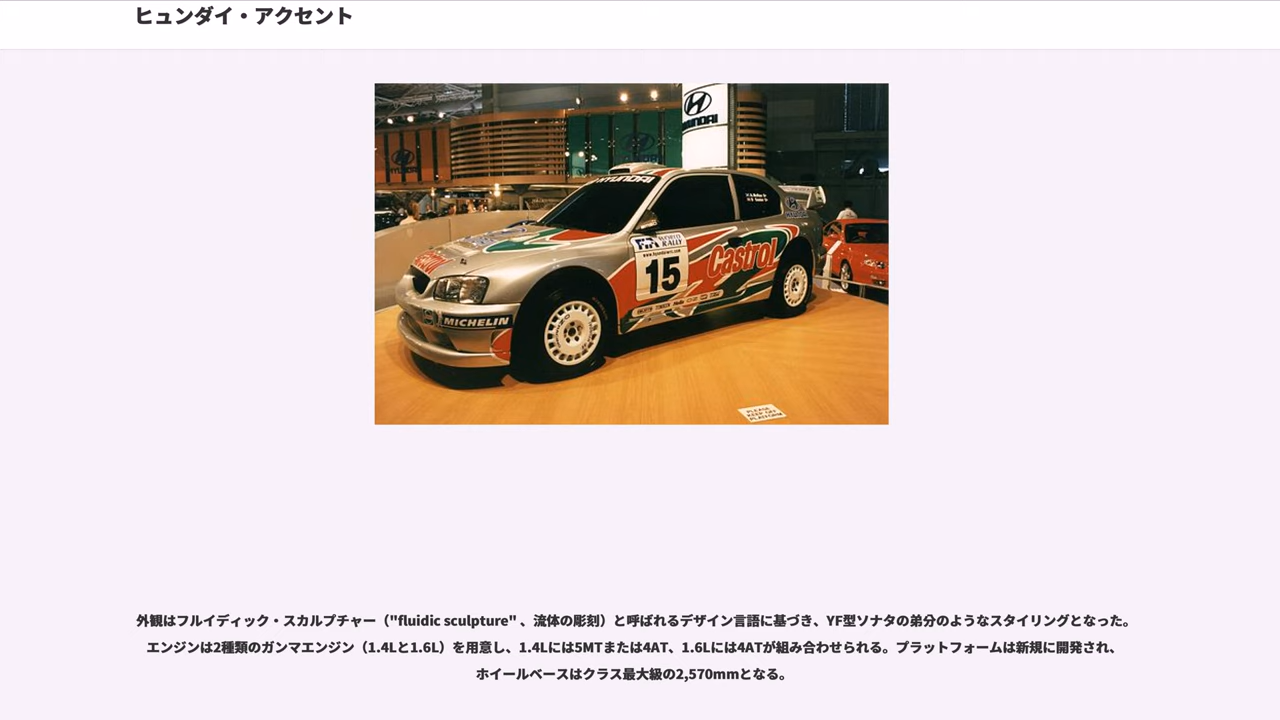 ヒュンダイ・アクセント
HYUNDAI
HYUNDAI
FIA WORLD RALLY
15
Castrol
MICHELIN
PLEASE
KEEP OFF
PLATFORM
外観はフルイディック・スカルプチャー（"fluidic sculpture" 、流体の彫刻）と呼ばれるデザイン言語に基づき、YF型ソナタの弟分のようなスタイリングとなった。
エンジンは2種類のガンマエンジン（1.4Lと1.6L）を用意し、1.4Lには5MTまたは4AT、1.6Lには4ATが組み合わせられる。プラットフォームは新規に開発され、
ホイールベースはクラス最大級の2,570mmとなる。